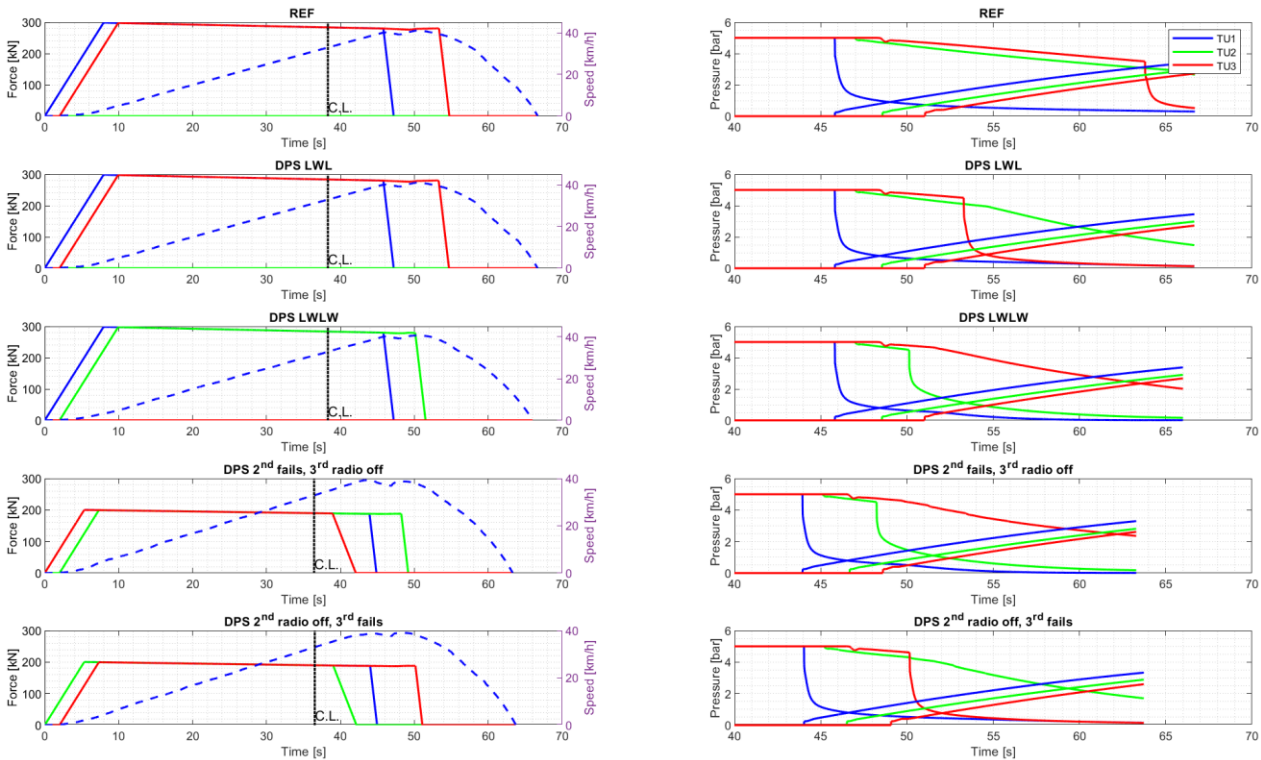 REF
300
200
100
0
Force [kN]
40
20
0
Speed [km/h]
C.L.
0 10 20 30 40 50 60 70
Time [s]
REF
6
4
2
0
Pressure [bar]
TU1
TU2
TU3
40 45 50 55 60 65 70
Time [s]
DPS LWL
300
200
100
0
Force [kN]
40
20
0
Speed [km/h]
C.L.
0 10 20 30 40 50 60 70
Time [s]
DPS LWL
6
4
2
0
Pressure [bar]
40 45 50 55 60 65 70
Time [s]
DPS LWLW
300
200
100
0
Force [kN]
40
20
0
Speed [km/h]
C.L.
0 10 20 30 40 50 60 70
Time [s]
DPS LWLW
6
4
2
0
Pressure [bar]
40 45 50 55 60 65 70
Time [s]
DPS 2nd fails, 3rd radio off
300
200
100
0
Force [kN]
40
20
0
Speed [km/h]
C.L.
0 10 20 30 40 50 60 70
Time [s]
DPS 2nd fails, 3rd radio off
6
4
2
0
Pressure [bar]
40 45 50 55 60 65 70
Time [s]
DPS 2nd radio off, 3rd fails
300
200
100
0
Force [kN]
40
20
0
Speed [km/h]
C.L.
0 10 20 30 40 50 60 70
Time [s]
DPS 2nd radio off, 3rd fails
6
4
2
0
Pressure [bar]
40 45 50 55 60 65 70
Time [s]